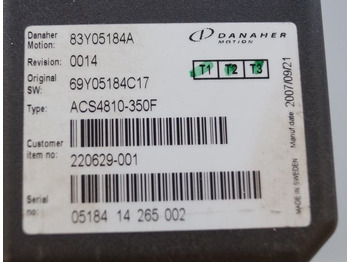 Danaher Motion: 83Y05184A
DANAHER
MOTION
Revision: 0014
T1 T2 T3
Original SW: 69Y05184C17
Type: ACS4810-350F
Customer item no: 220629-001
Serial no: 05184 14 265 002
Manuf date 2007/09/21
MADE IN SWEDEN